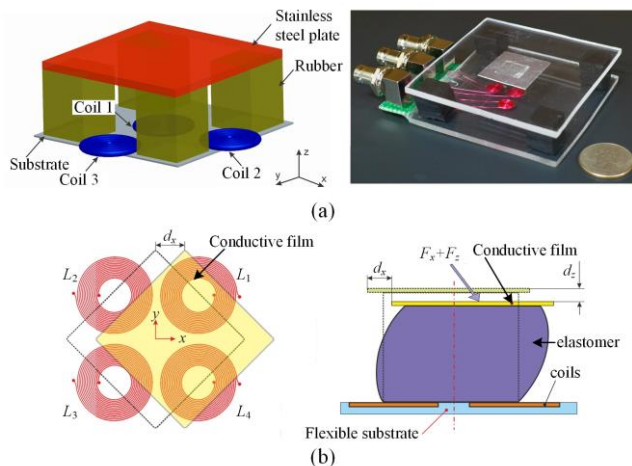 Stainless
steel plate
Rubber
Coil 1
Substrate
Coil 3
Coil 2
z
y
x
(a)
dx
Conductive film
L2
L1
y
x
L3
L4
Fx+Fz
Conductive film
dx
dz
elastomer
coils
Flexible substrate
(b)